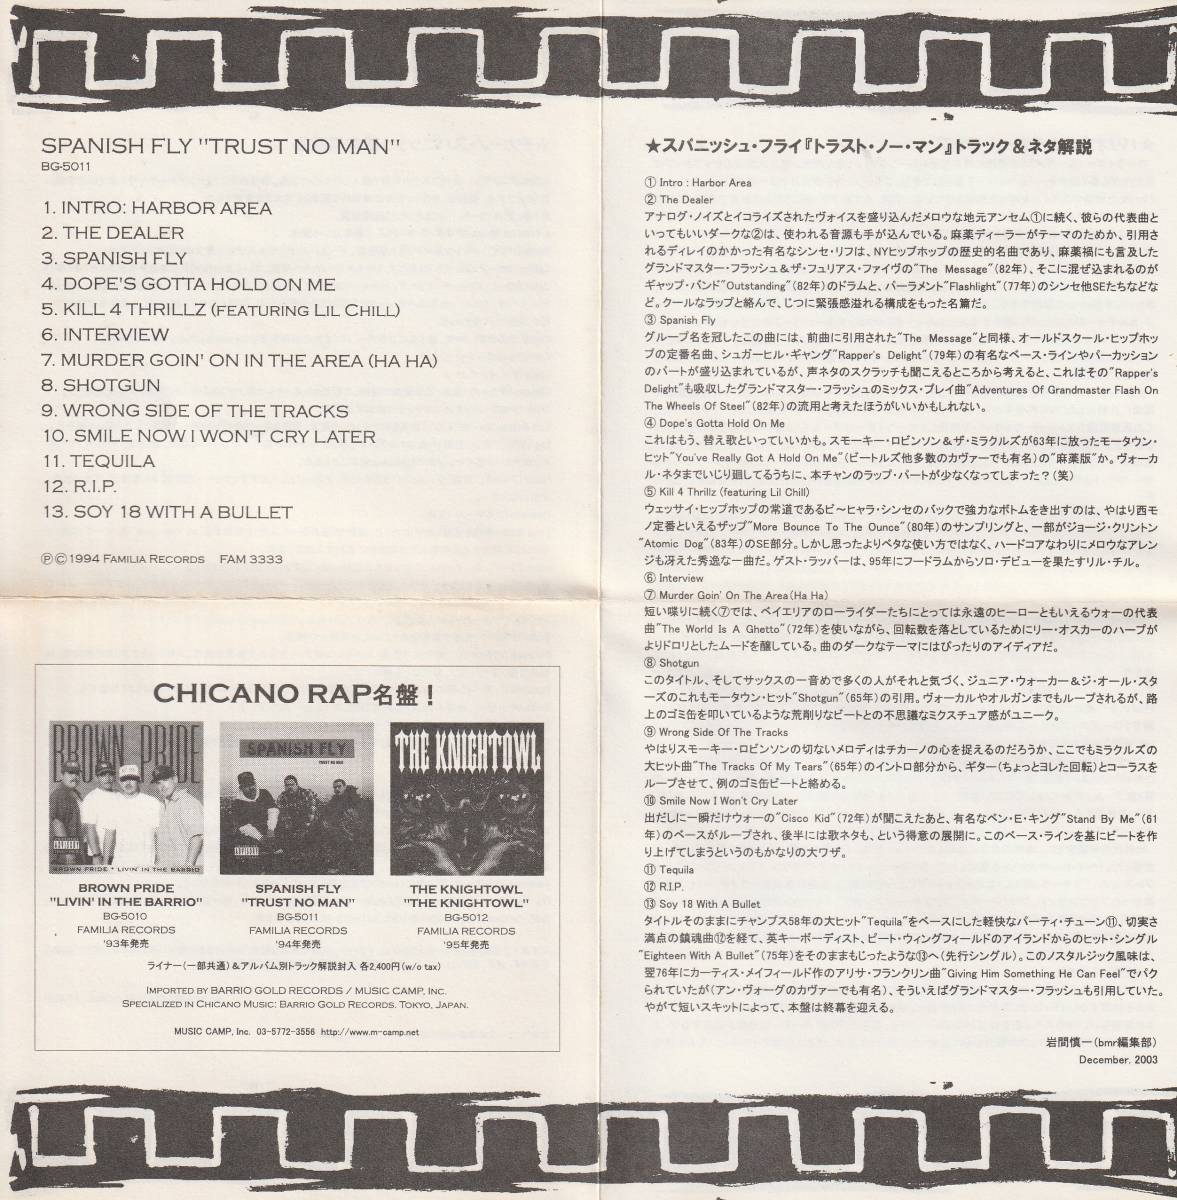 SPANISH FLY "TRUST NO MAN"
BG-5011
1. INTRO: HARBOR AREA
2. THE DEALER
3. SPANISH FLY
4. DOPE'S GOTTA HOLD ON ME
5. KILL 4 THRILLZ (FEATURING LIL CHILL)
6. INTERVIEW
7. MURDER GOIN' ON IN THE AREA (HA HA)
8. SHOTGUN
9. WRONG SIDE OF THE TRACKS
10. SMILE NOW I WON'T CRY LATER
11. TEQUILA
12. R.I.P.
13. SOY 18 WITH A BULLET
Ⓟ©1994 FAMILIA RECORDS FAM 3333
CHICANO RAP名盤!
BROWN PRIDE
BROWN PRIDE * LIVIN' IN THE BARRIO
SPANISH FLY
TRUST NO MAN
THE KNIGHTOWL
BROWN PRIDE
"LIVIN' IN THE BARRIO"
BG-5010
FAMILIA RECORDS
'93年発売
SPANISH FLY
"TRUST NO MAN"
BG-5011
FAMILIA RECORDS
'94年発売
THE KNIGHTOWL
"THE KNIGHTOWL"
BG-5012
FAMILIA RECORDS
'95年発売
ライナー(一部共通)&アルバム別トラック解説封入 各2,400円(w/o tax)
IMPORTED BY BARRIO GOLD RECORDS / MUSIC CAMP, INC.
SPECIALIZED IN CHICANO MUSIC: BARRIO GOLD RECORDS. TOKYO, JAPAN.
MUSIC CAMP, Inc. 03-5772-3556 http://www.m-camp.net
★スパニッシュ・フライ『トラスト・ノー・マン』トラック&ネタ解説
① Intro : Harbor Area
② The Dealer
アナログ・ノイズとイコライズされたヴォイスを盛り込んだメロウな地元アンセム①に続く、彼らの代表曲と
いってもいいダークな②は、使われる音源も手が込んでいる。麻薬ディーラーがテーマのためか、引用さ
れるディレイのかかった有名なシンセ・リフは、NYヒップホップの歴史的名曲であり、麻薬禍にも言及した
グランドマスター・フラッシュ&ザ・フュリアス・ファイヴの"The Message"(82年)、そこに混ぜ込まれるのが
ギャップ・バンド"Outstanding"(82年)のドラムと、パーラメント"Flashlight"(77年)のシンセ他SEたちなどな
ど。クールなラップと絡んで、じつに緊張感溢れる構成をもった名篇だ。
③ Spanish Fly
グループ名を冠したこの曲には、前曲に引用された"The Message"と同様、オールドスクール・ヒップホッ
プの定番名曲、シュガーヒル・ギャング"Rapper's Delight"(79年)の有名なベース・ラインやパーカッション
のパートが盛り込まれているが、声ネタのスクラッチも聞こえるところから考えると、これはその"Rapper's
Delight"も吸収したグランドマスター・フラッシュのミックス・プレイ曲"Adventures Of Grandmaster Flash On
The Wheels Of Steel"(82年)の流用と考えたほうがいいかもしれない。
④ Dope's Gotta Hold On Me
これはもう、替え歌といっていいかも。スモーキー・ロビンソン&ザ・ミラクルズが63年に放ったモータウン・
ヒット"You've Really Got A Hold On Me"(ビートルズ他多数のカヴァーでも有名)の"麻薬版"か。ヴォーカ
ル・ネタまでいじり廻してるうちに、本チャンのラップ・パートが少なくなってしまった?(笑)
⑤ Kill 4 Thrillz (featuring Lil Chill)
ウェッサイ・ヒップホップの常道であるピ~ヒャラ・シンセのバックで強力なボトムをき出すのは、やはり西モ
ノ定番といえるザップ"More Bounce To The Ounce"(80年)のサンプリングと、一部がジョージ・クリントン
"Atomic Dog"(83年)のSE部分。しかし思ったよりベタな使い方ではなく、ハードコアなわりにメロウなアレン
ジも冴えた秀逸な一曲だ。ゲスト・ラッパーは、95年にフードラムからソロ・デビューを果たすリル・チル。
⑥ Interview
⑦ Murder Goin' On The Area (Ha Ha)
短い喋りに続く⑦では、ベイエリアのローライダーたちにとっては永遠のヒーローともいえるウォーの代表
曲"The World Is A Ghetto"(72年)を使いながら、回転数を落としているためにリー・オスカーのハープが
よりドロリとしたムードを醸している。曲のダークなテーマにはぴったりのアイディアだ。
⑧ Shotgun
このタイトル、そしてサックスの一音めで多くの人がそれと気づく、ジュニア・ウォーカー&ジ・オール・スター
ズのこれもモータウン・ヒット"Shotgun"(65年)の引用。ヴォーカルやオルガンまでもループされるが、路
上のゴミ缶を叩いているような荒削りなビートとの不思議なミクスチュア感がユニーク。
⑨ Wrong Side Of The Tracks
やはりスモーキー・ロビンソンの切ないメロディはチカーノの心を捉えるのだろうか、ここでもミラクルズの
大ヒット曲"The Tracks Of My Tears"(65年)のイントロ部分から、ギター(ちょっとヨレた回転)とコーラスを
ループさせて、例のゴミ缶ビートと絡める。
⑩ Smile Now I Won't Cry Later
出だしに一瞬だけウォーの"Cisco Kid"(72年)が聞こえたあと、有名なベン・E・キング"Stand By Me"(61
年)のベースがループされ、後半には歌ネタも、という得意の展開に。このベース・ラインを基にビートを作
り上げてしまうというのもかなりの大ワザ。
⑪ Tequila
⑫ R.I.P.
⑬ Soy 18 With A Bullet
タイトルそのままにチャンプス58年の大ヒット"Tequila"をベースにした軽快なパーティ・チューン⑪、切実さ
満点の鎮魂曲⑫を経て、英キーボーディスト、ピート・ウィングフィールドのアイランドからのヒット・シングル
"Eighteen With A Bullet"(75年)をそのままもじったような⑬へ(先行シングル)。このノスタルジック風味は、
翌76年にカーティス・メイフィールド作のアリサ・フランクリン曲"Giving Him Something He Can Feel"でパク
られていたが(アン・ヴォーグのカヴァーでも有名)、そういえばグランドマスター・フラッシュも引用していた。
やがて短いスキットによって、本盤は終幕を迎える。
岩間慎一(bmr編集部)
December. 2003